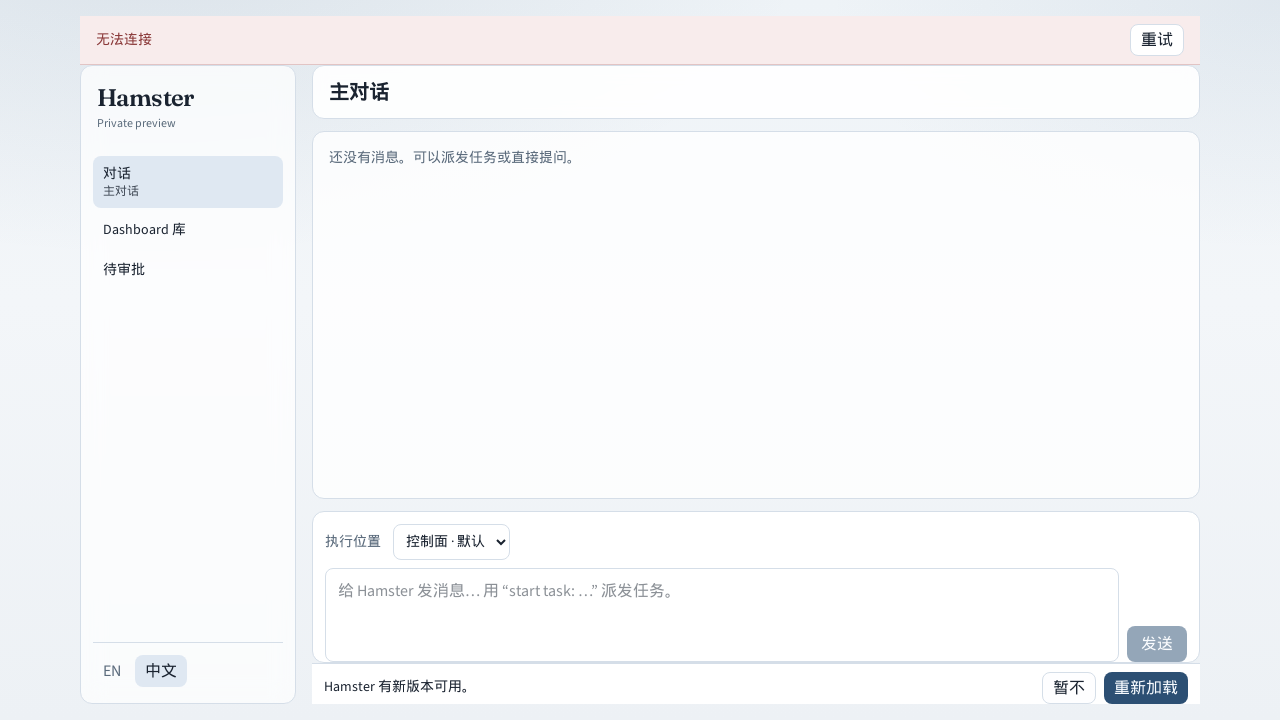 无法连接
重试
Hamster
Private preview
对话
主对话
Dashboard 库
待审批
EN
中文
主对话
还没有消息。可以派发任务或直接提问。
执行位置
控制面 · 默认
给 Hamster 发消息… 用 “start task: …” 派发任务。
发送
Hamster 有新版本可用。
暂不
重新加载